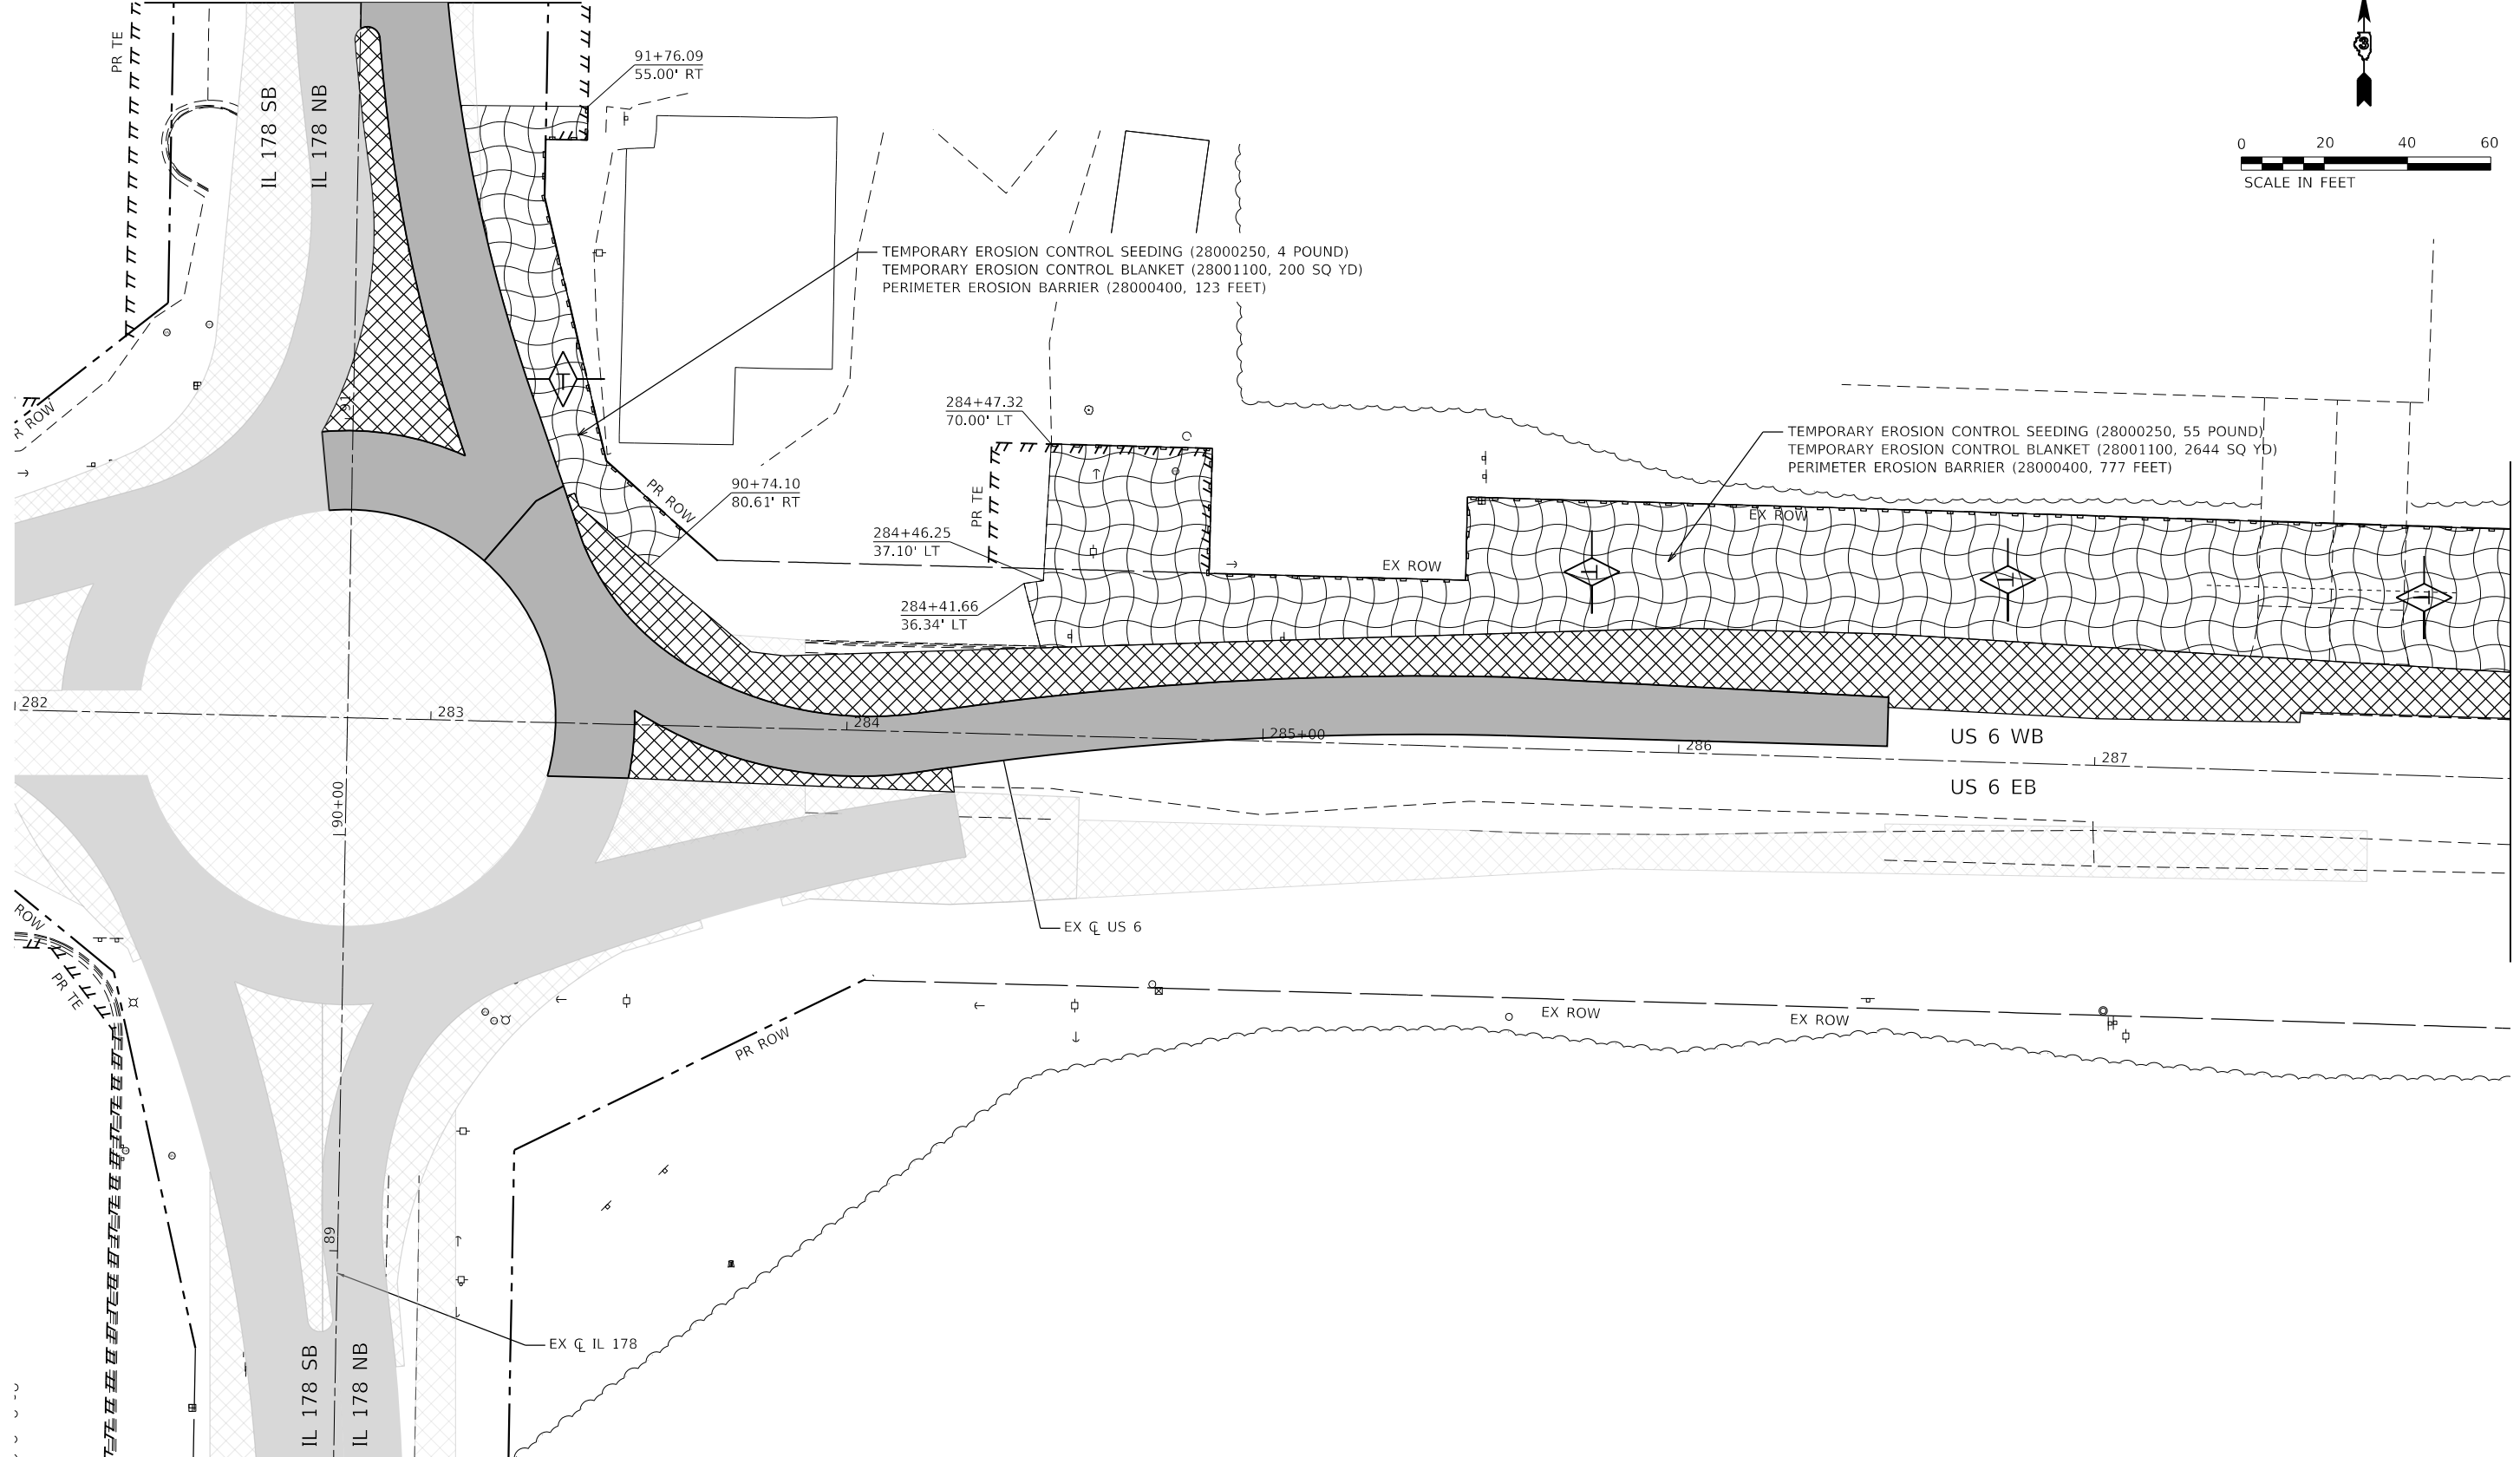 PR TE
IL 178 SB
IL 178 NB
91+76.09
55.00' RT
3
0 20 40 60
SCALE IN FEET
TEMPORARY EROSION CONTROL SEEDING (28000250, 4 POUND)
TEMPORARY EROSION CONTROL BLANKET (28001100, 200 SQ YD)
PERIMETER EROSION BARRIER (28000400, 123 FEET)
T
91
R ROW
284+47.32
70.00' LT
TEMPORARY EROSION CONTROL SEEDING (28000250, 55 POUND)
TEMPORARY EROSION CONTROL BLANKET (28001100, 2644 SQ YD)
PERIMETER EROSION BARRIER (28000400, 777 FEET)
PR ROW
90+74.10
80.61' RT
PR TE
EX ROW
284+46.25
37.10' LT
EX ROW
T
T
T
284+41.66
36.34' LT
282
283
284
285+00
286
287
US 6 WB
US 6 EB
90+00
EX CL US 6
ROW
PR TE
PR ROW
EX ROW
EX ROW
89
EX CL IL 178
IL 178 SB
IL 178 NB